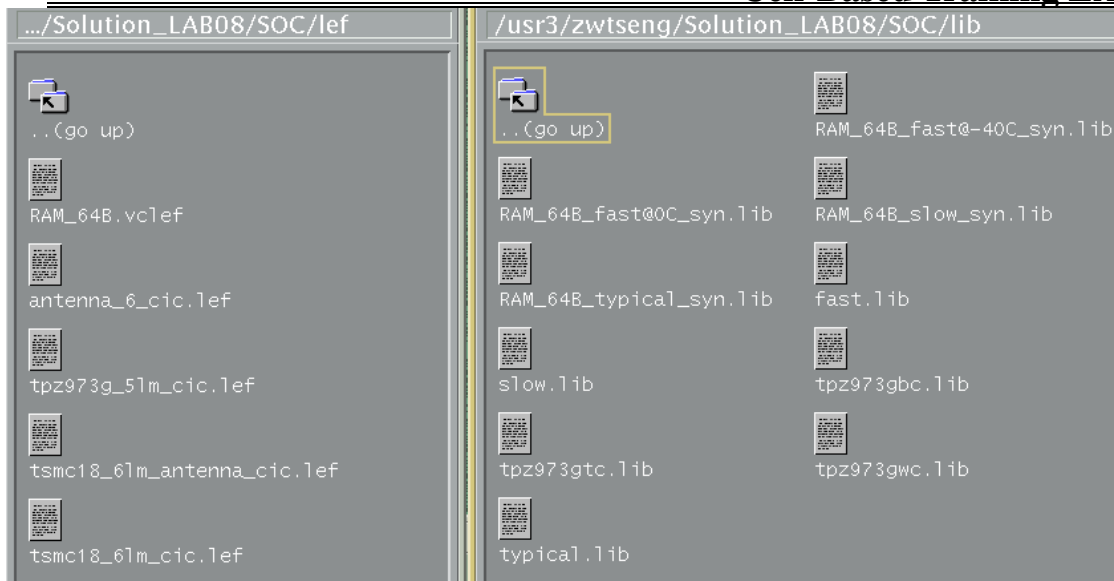 .../Solution_LAB08/SOC/lef
..(go up)
RAM_64B.vclef
antenna_6_cic.lef
tpz973g_5lm_cic.lef
tsmc18_6lm_antenna_cic.lef
tsmc18_6lm_cic.lef
/usr3/zwtseng/Solution_LAB08/SOC/lib
..(go up)
RAM_64B_fast@-40C_syn.lib
RAM_64B_fast@0C_syn.lib
RAM_64B_slow_syn.lib
RAM_64B_typical_syn.lib
fast.lib
slow.lib
tpz973gbc.lib
tpz973gtc.lib
tpz973gwc.lib
typical.lib